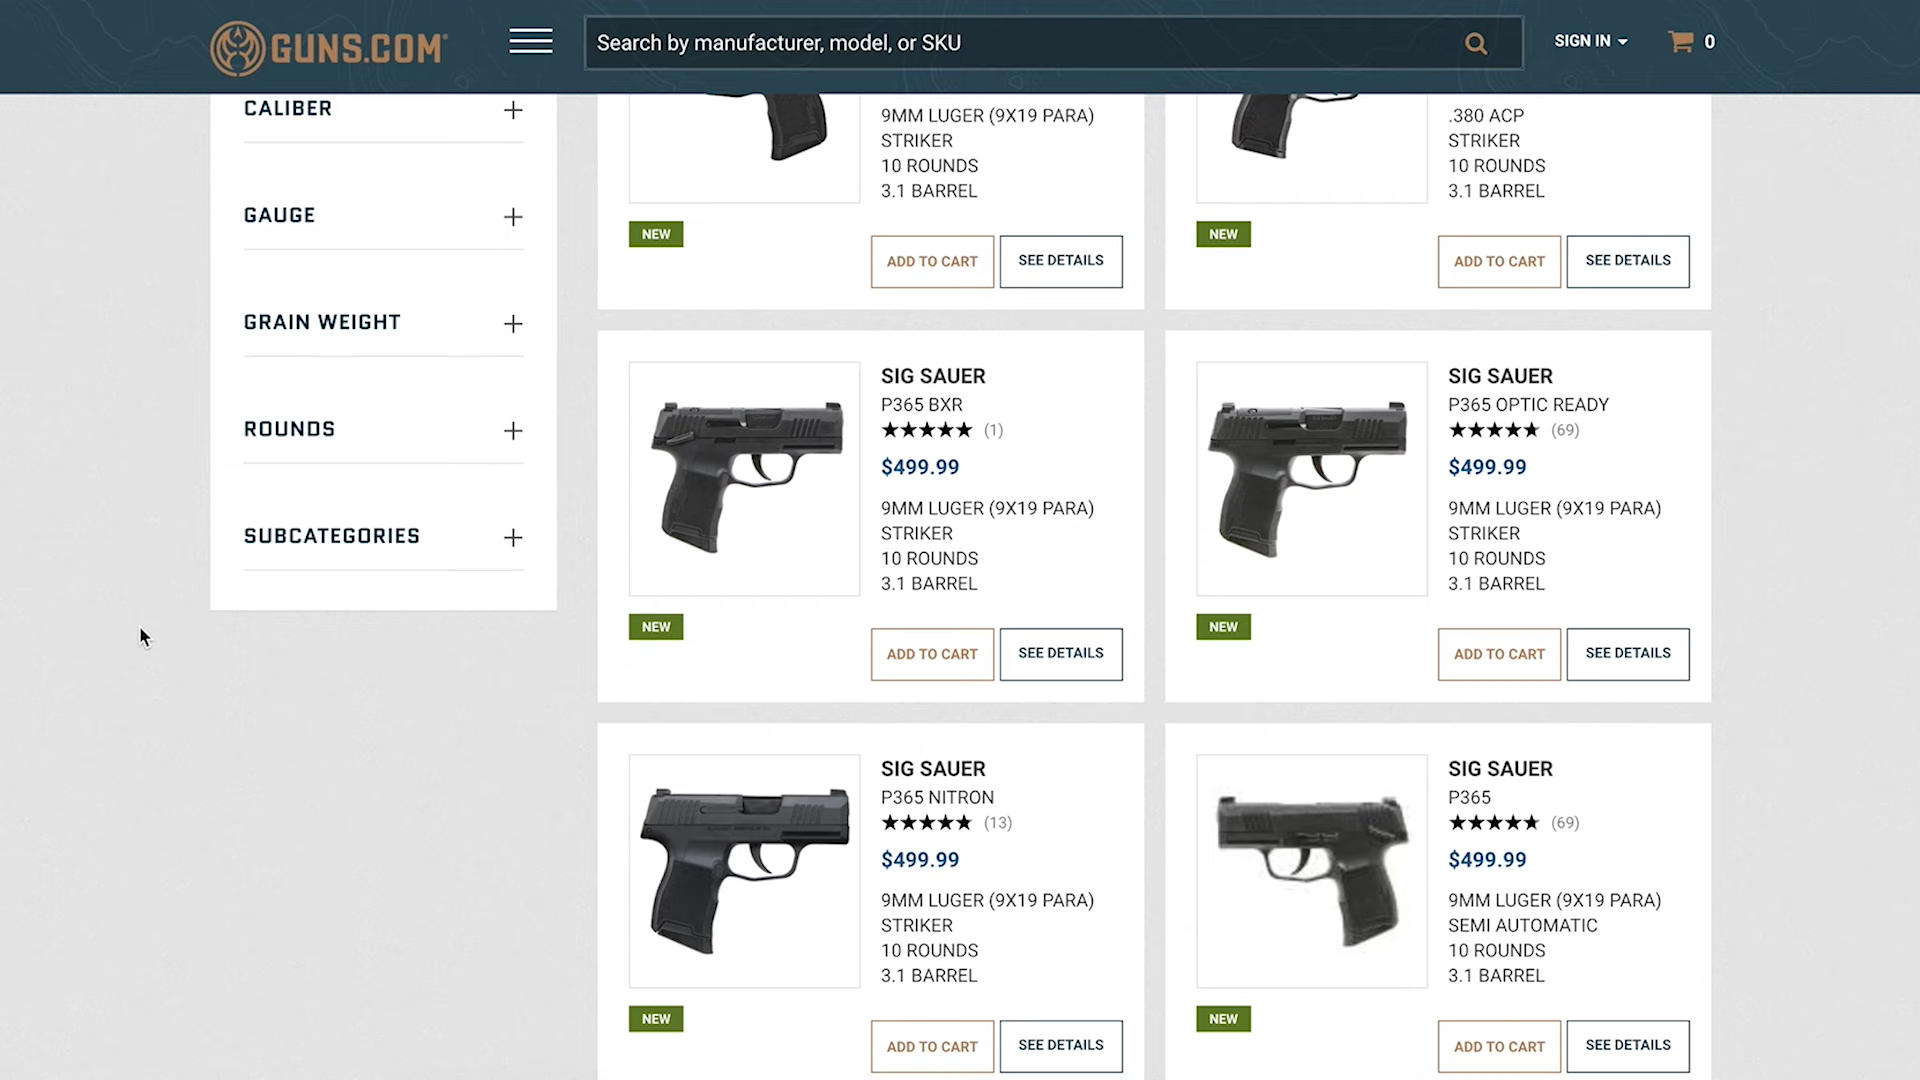 GUNS.COM
Search by manufacturer, model, or SKU
SIGN IN
0
CALIBER
GAUGE
GRAIN WEIGHT
ROUNDS
SUBCATEGORIES
9MM LUGER (9X19 PARA)
STRIKER
10 ROUNDS
3.1 BARREL
NEW
ADD TO CART
SEE DETAILS
.380 ACP
STRIKER
10 ROUNDS
3.1 BARREL
NEW
ADD TO CART
SEE DETAILS
SIG SAUER
P365 BXR
(1)
$499.99
9MM LUGER (9X19 PARA)
STRIKER
10 ROUNDS
3.1 BARREL
NEW
ADD TO CART
SEE DETAILS
SIG SAUER
P365 OPTIC READY
(69)
$499.99
9MM LUGER (9X19 PARA)
STRIKER
10 ROUNDS
3.1 BARREL
NEW
ADD TO CART
SEE DETAILS
SIG SAUER
P365 NITRON
(13)
$499.99
9MM LUGER (9X19 PARA)
STRIKER
10 ROUNDS
3.1 BARREL
NEW
ADD TO CART
SEE DETAILS
SIG SAUER
P365
(69)
$499.99
9MM LUGER (9X19 PARA)
SEMI AUTOMATIC
10 ROUNDS
3.1 BARREL
NEW
ADD TO CART
SEE DETAILS